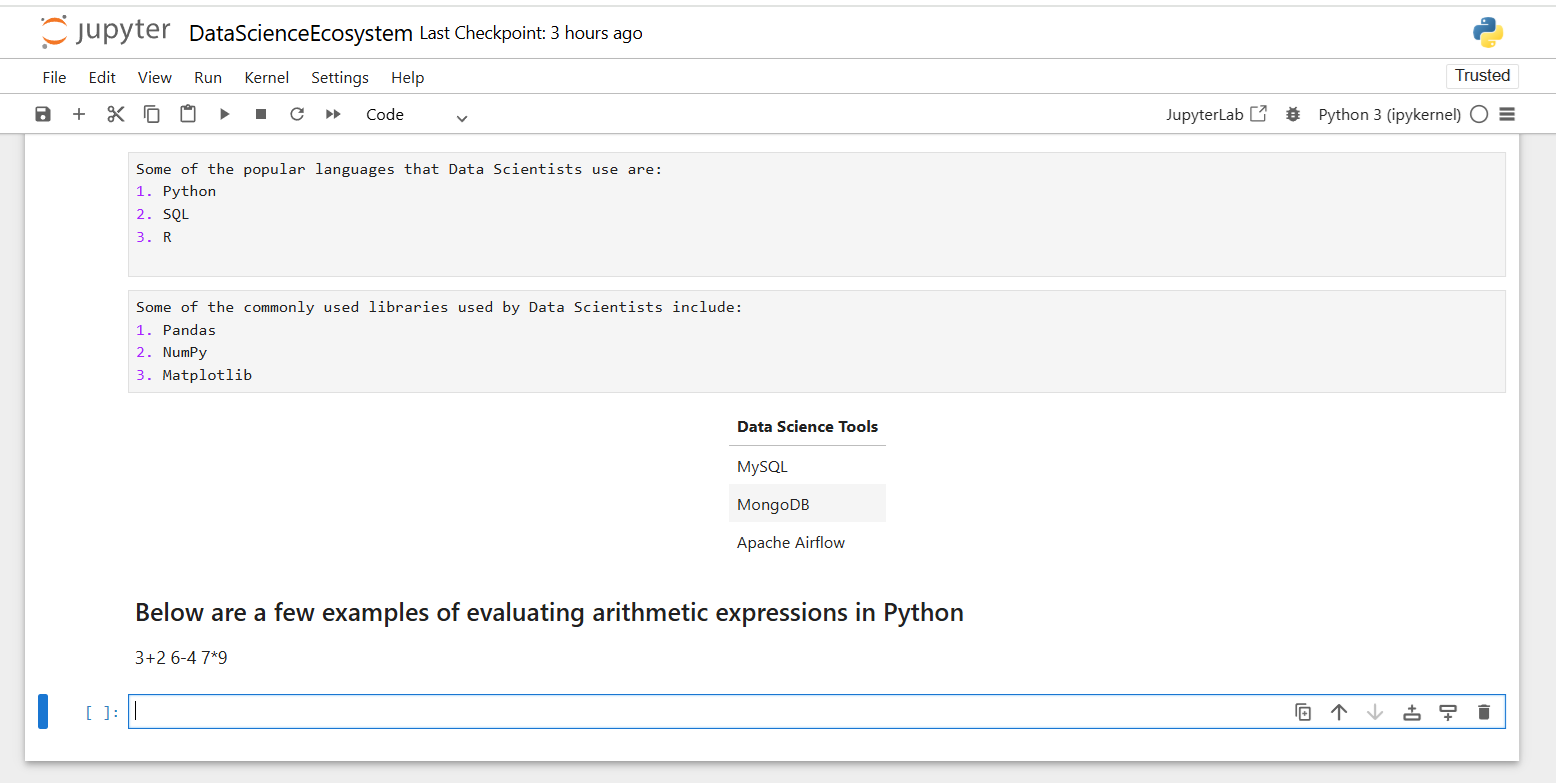 jupyter DataScienceEcosystem Last Checkpoint: 3 hours ago
File Edit View Run Kernel Settings Help Trusted
Code JupyterLab Python 3 (ipykernel)
Some of the popular languages that Data Scientists use are:
1. Python
2. SQL
3. R
Some of the commonly used libraries used by Data Scientists include:
1. Pandas
2. NumPy
3. Matplotlib
Data Science Tools
MySQL
MongoDB
Apache Airflow
Below are a few examples of evaluating arithmetic expressions in Python
3+2 6-4 7*9
[ ]: